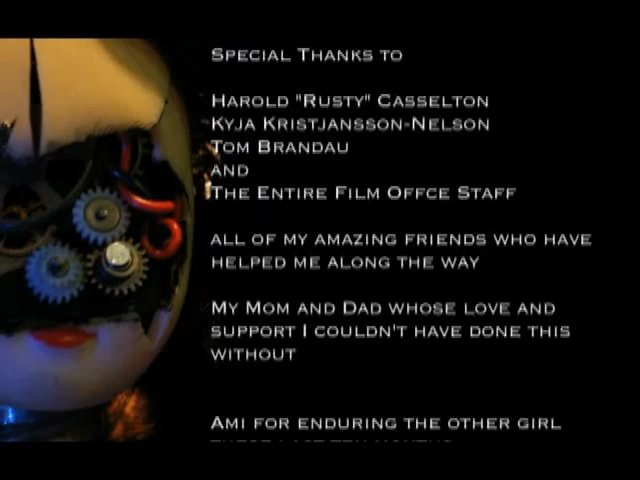 Special Thanks to
Harold "Rusty" Casselton
Kyja Kristjansson-Nelson
Tom Brandau
and
The Entire Film Offce Staff
all of my amazing friends who have
helped me along the way
My Mom and Dad whose love and
support I couldn't have done this
without
Ami for enduring the other girl